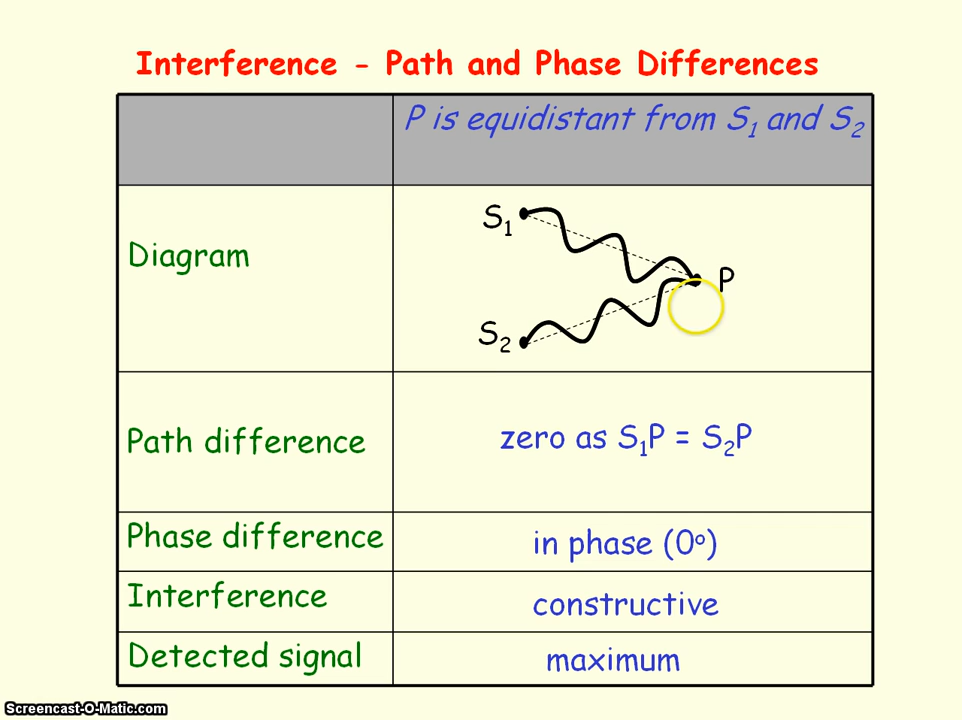 Interference - Path and Phase Differences
P is equidistant from S₁ and S₂
Diagram
S₁
P
S₂
Path difference
zero as S₁P = S₂P
Phase difference
in phase (0º)
Interference
constructive
Detected signal
maximum
Screencast-O-Matic.com